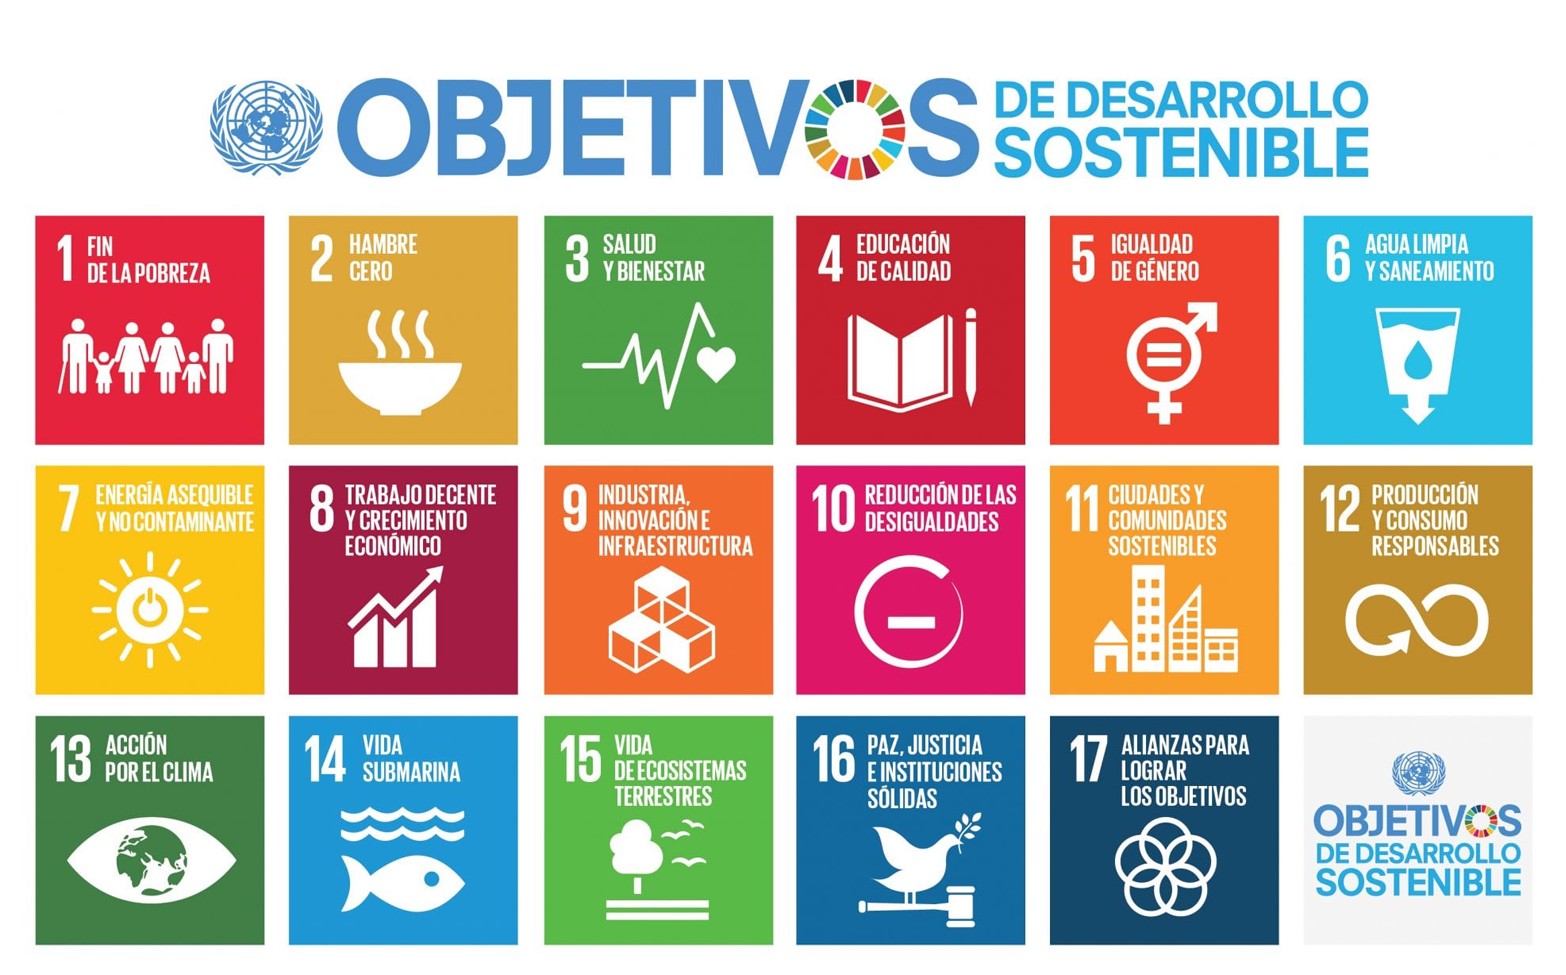 OBJETIVOS
DE DESARROLLO
SOSTENIBLE
1 FIN
DE LA POBREZA
2 HAMBRE
CERO
3 SALUD
Y BIENESTAR
4 EDUCACIÓN
DE CALIDAD
5 IGUALDAD
DE GÉNERO
6 AGUA LIMPIA
Y SANEAMIENTO
7 ENERGÍA ASEQUIBLE
Y NO CONTAMINANTE
8 TRABAJO DECENTE
Y CRECIMIENTO
ECONÓMICO
9 INDUSTRIA,
INNOVACIÓN E
INFRAESTRUCTURA
10 REDUCCIÓN DE LAS
DESIGUALDADES
11 CIUDADES Y
COMUNIDADES
SOSTENIBLES
12 PRODUCCIÓN
Y CONSUMO
RESPONSABLES
13 ACCIÓN
POR EL CLIMA
14 VIDA
SUBMARINA
15 VIDA
DE ECOSISTEMAS
TERRESTRES
16 PAZ, JUSTICIA
E INSTITUCIONES
SÓLIDAS
17 ALIANZAS PARA
LOGRAR
LOS OBJETIVOS
OBJETIVOS
DE DESARROLLO
SOSTENIBLE